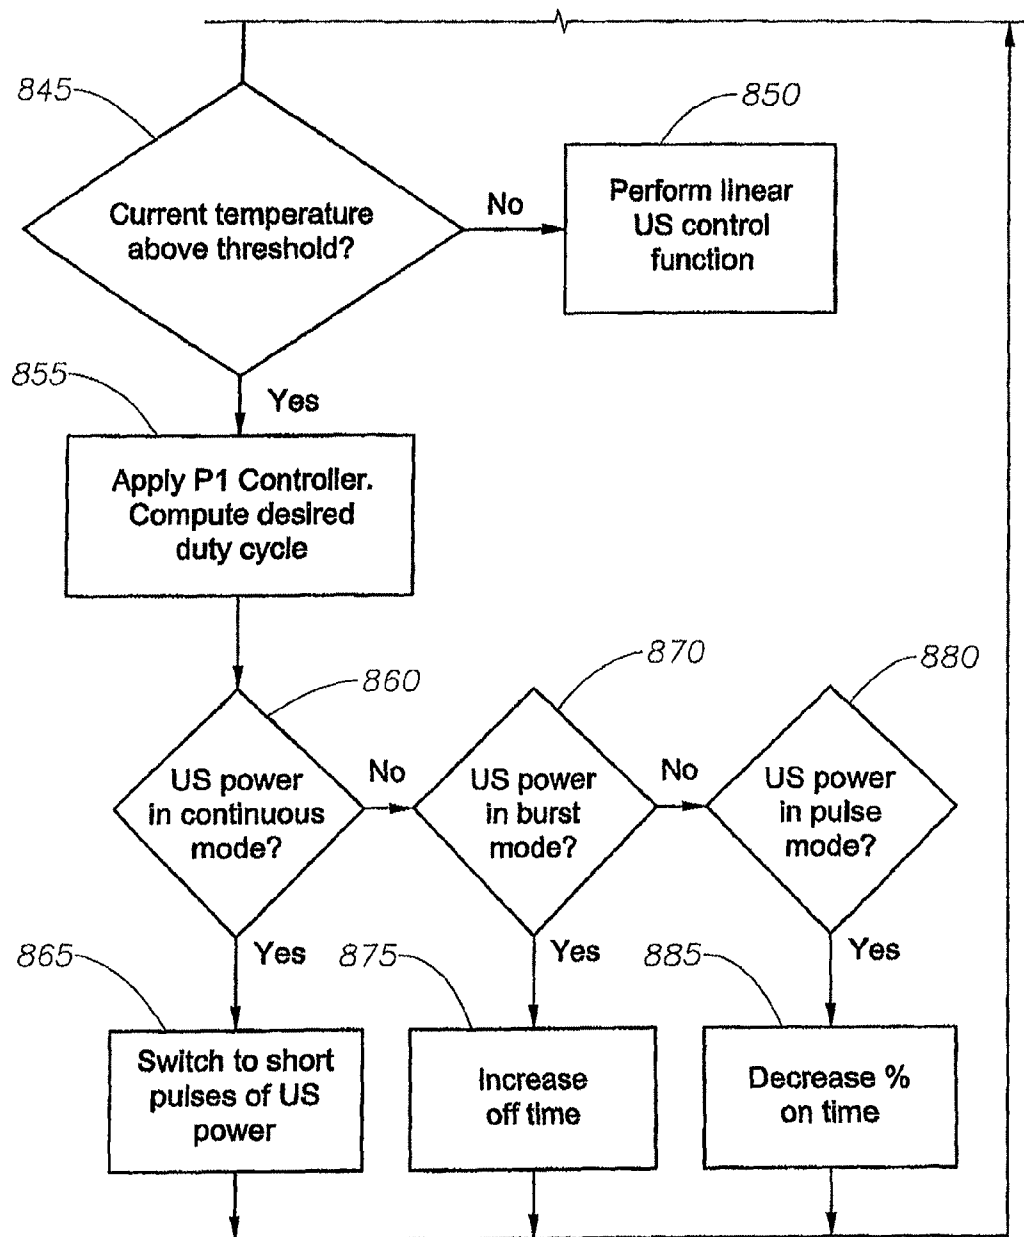 845
850
Current temperature
above threshold?
No
Perform linear
US control
function
855
Yes
Apply P1 Controller.
Compute desired
duty cycle
860
870
880
US power
in continuous
mode?
No
US power
in burst
mode?
No
US power
in pulse
mode?
865
Yes
875
Yes
885
Yes
Switch to short
pulses of US
power
Increase
off time
Decrease %
on time